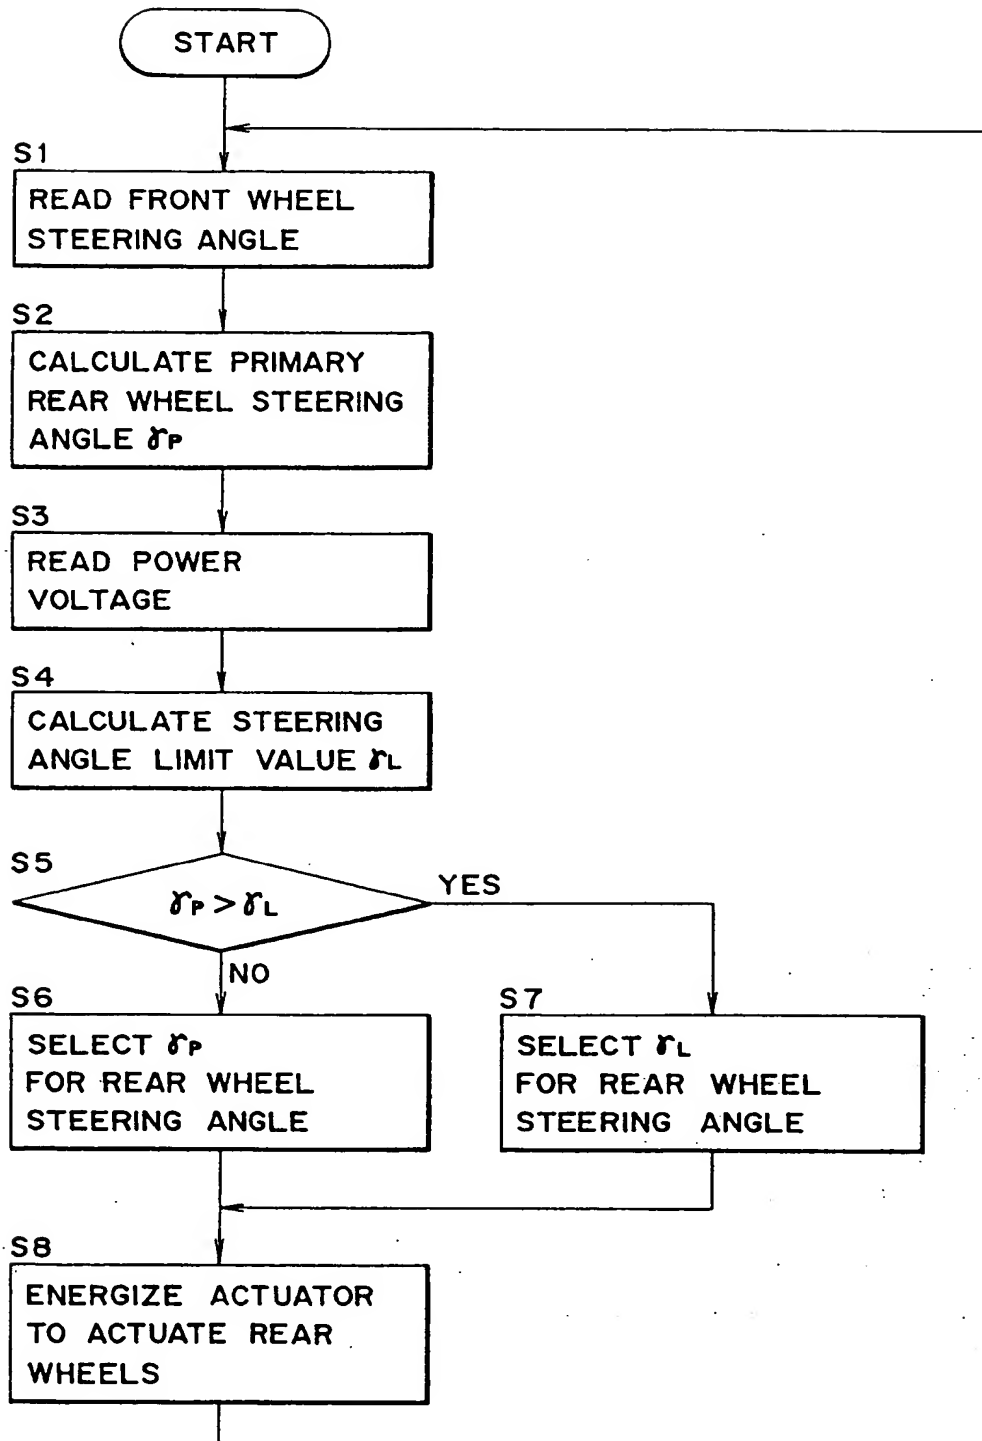 START
S1
READ FRONT WHEEL
STEERING ANGLE
S2
CALCULATE PRIMARY
REAR WHEEL STEERING
ANGLE γP
S3
READ POWER
VOLTAGE
S4
CALCULATE STEERING
ANGLE LIMIT VALUE γL
S5
γP > γL
YES
NO
S6
SELECT γP
FOR REAR WHEEL
STEERING ANGLE
S7
SELECT γL
FOR REAR WHEEL
STEERING ANGLE
S8
ENERGIZE ACTUATOR
TO ACTUATE REAR
WHEELS